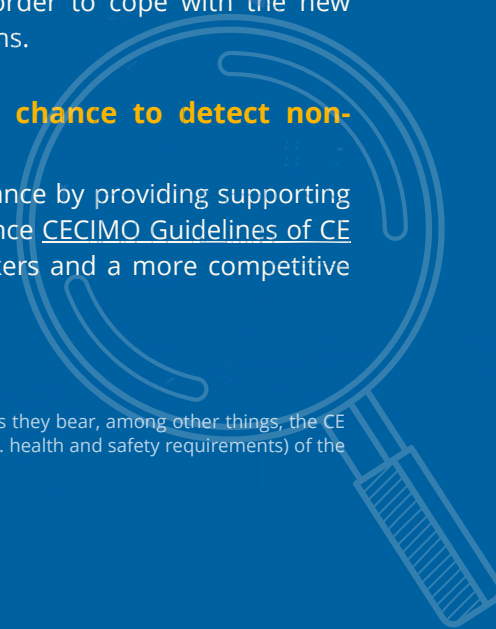 order to cope with the new
ns.
chance to detect non-
ance by providing supporting
nce CECIMO Guidelines of CE
kers and a more competitive
s they bear, among other things, the CE
. health and safety requirements) of the